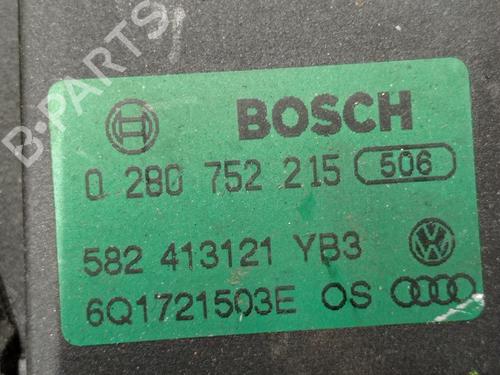 B-PARTS
BOSCH
0 280 752 215 506
582 413121 YB3
6Q1721503E OS